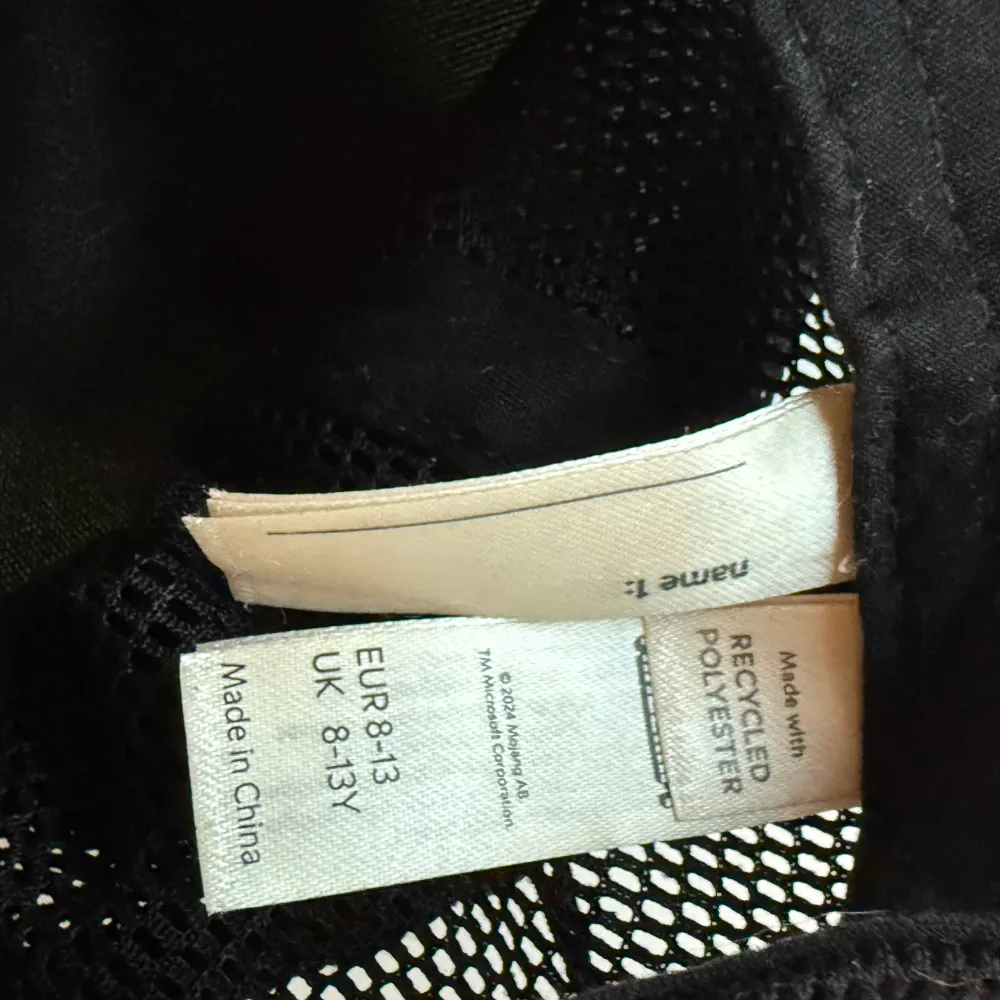 name 1:
Made with
RECYCLED
POLYESTER
© 2024 Mojang AB
TM Microsoft Corporation.
EUR 8-13
UK 8-13Y
Made in China